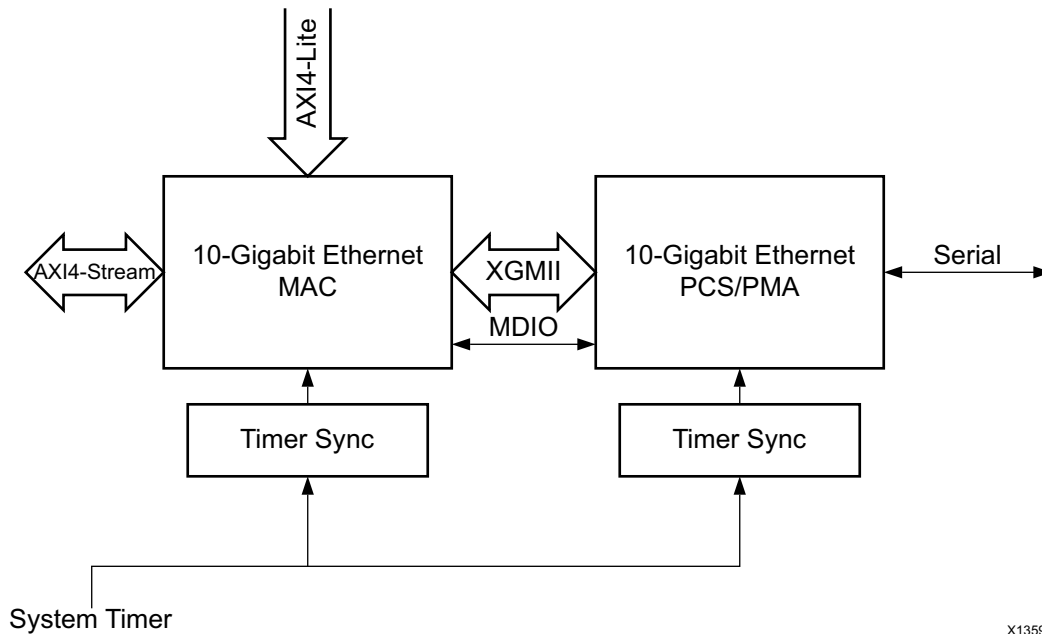 AXI4-Lite
10-Gigabit Ethernet
MAC
10-Gigabit Ethernet
PCS/PMA
AXI4-Stream
XGMII
Serial
MDIO
Timer Sync
Timer Sync
System Timer
X1359